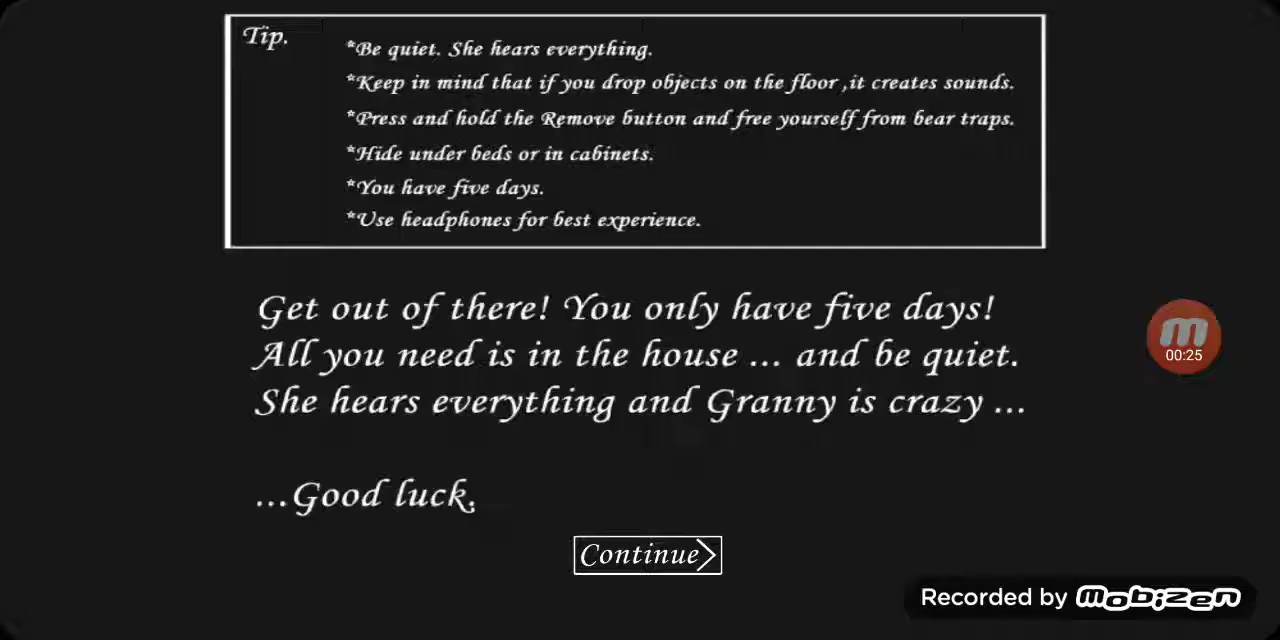 Tip.
*Be quiet. She hears everything.
*Keep in mind that if you drop objects on the floor ,it creates sounds.
*Press and hold the Remove button and free yourself from bear traps.
*Hide under beds or in cabinets.
*You have five days.
*Use headphones for best experience.
Get out of there! You only have five days!
All you need is in the house ... and be quiet.
She hears everything and Granny is crazy ...
...Good luck.
Continue
00:25
Recorded by mobizen